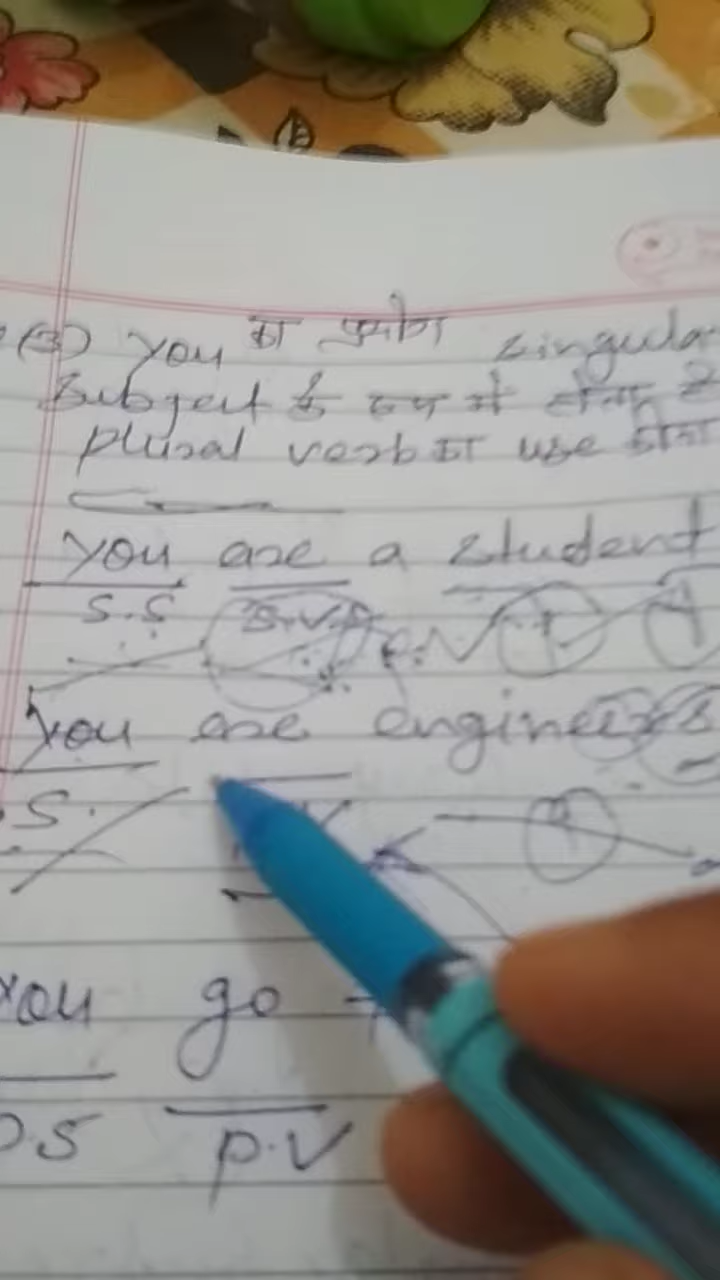 (3) you का प्रयोग singular
Subject के रूप में होता है
plural verb का use होता
you are a student
S.S
P.V
you are engineers
S.
you go
P.S P.V